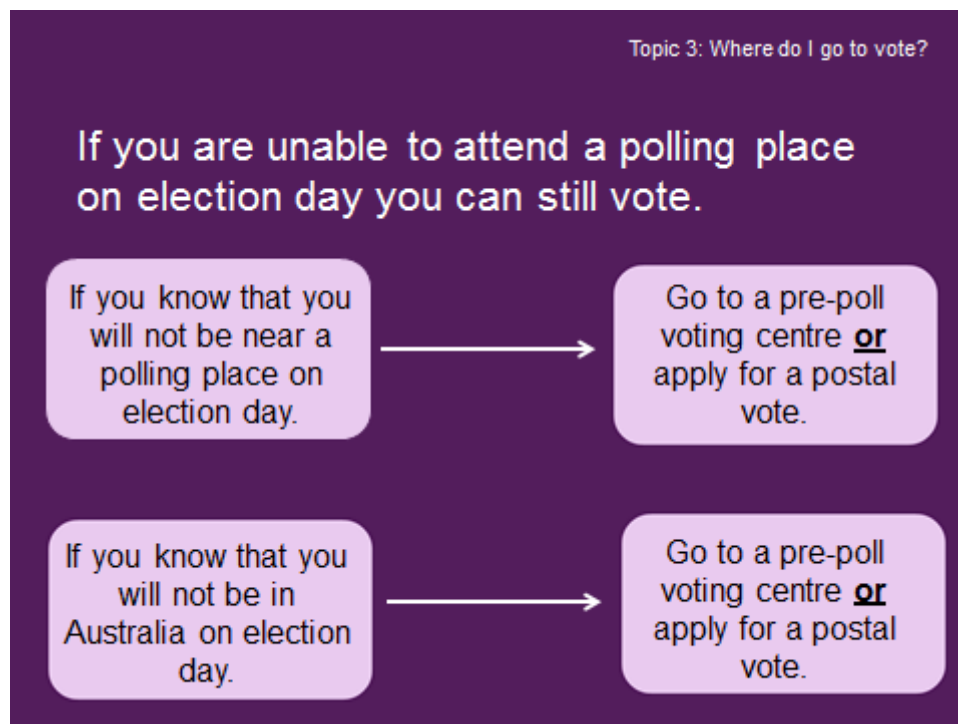 Topic 3: Where do I go to vote?
If you are unable to attend a polling place
on election day you can still vote.
If you know that you
will not be near a
polling place on
election day.
Go to a pre-poll
voting centre or
apply for a postal
vote.
If you know that you
will not be in
Australia on election
day.
Go to a pre-poll
voting centre or
apply for a postal
vote.